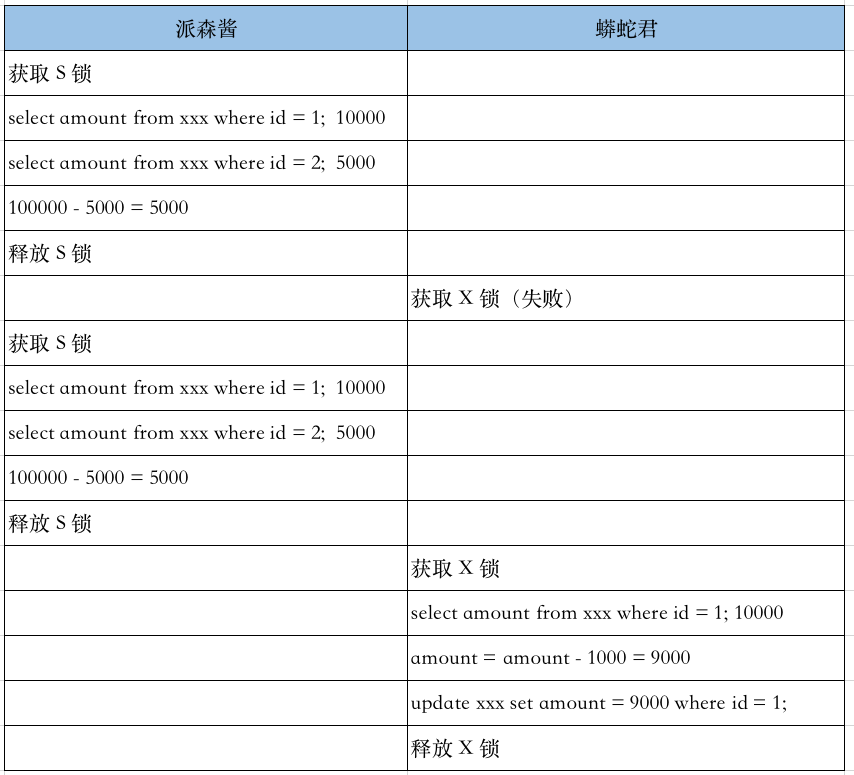 派森酱 蟒蛇君
获取 S 锁
select amount from xxx where id = 1;  10000
select amount from xxx where id = 2;  5000
100000 - 5000 = 5000
释放 S 锁
获取 X 锁（失败）
获取 S 锁
select amount from xxx where id = 1;  10000
select amount from xxx where id = 2;  5000
100000 - 5000 = 5000
释放 S 锁
获取 X 锁
select amount from xxx where id = 1; 10000
amount = amount - 1000 = 9000
update xxx set amount = 9000 where id = 1;
释放 X 锁